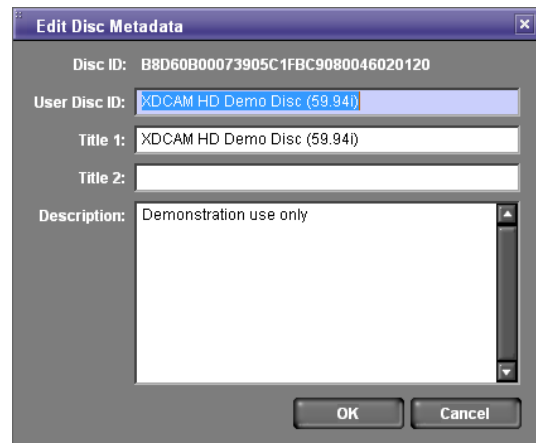 Edit Disc Metadata
Disc ID: B8D60B00073905C1FBC9080046020120
User Disc ID: XDCAM HD Demo Disc (59.94i)
Title 1: XDCAM HD Demo Disc (59.94i)
Title 2:
Description: Demonstration use only
OK Cancel